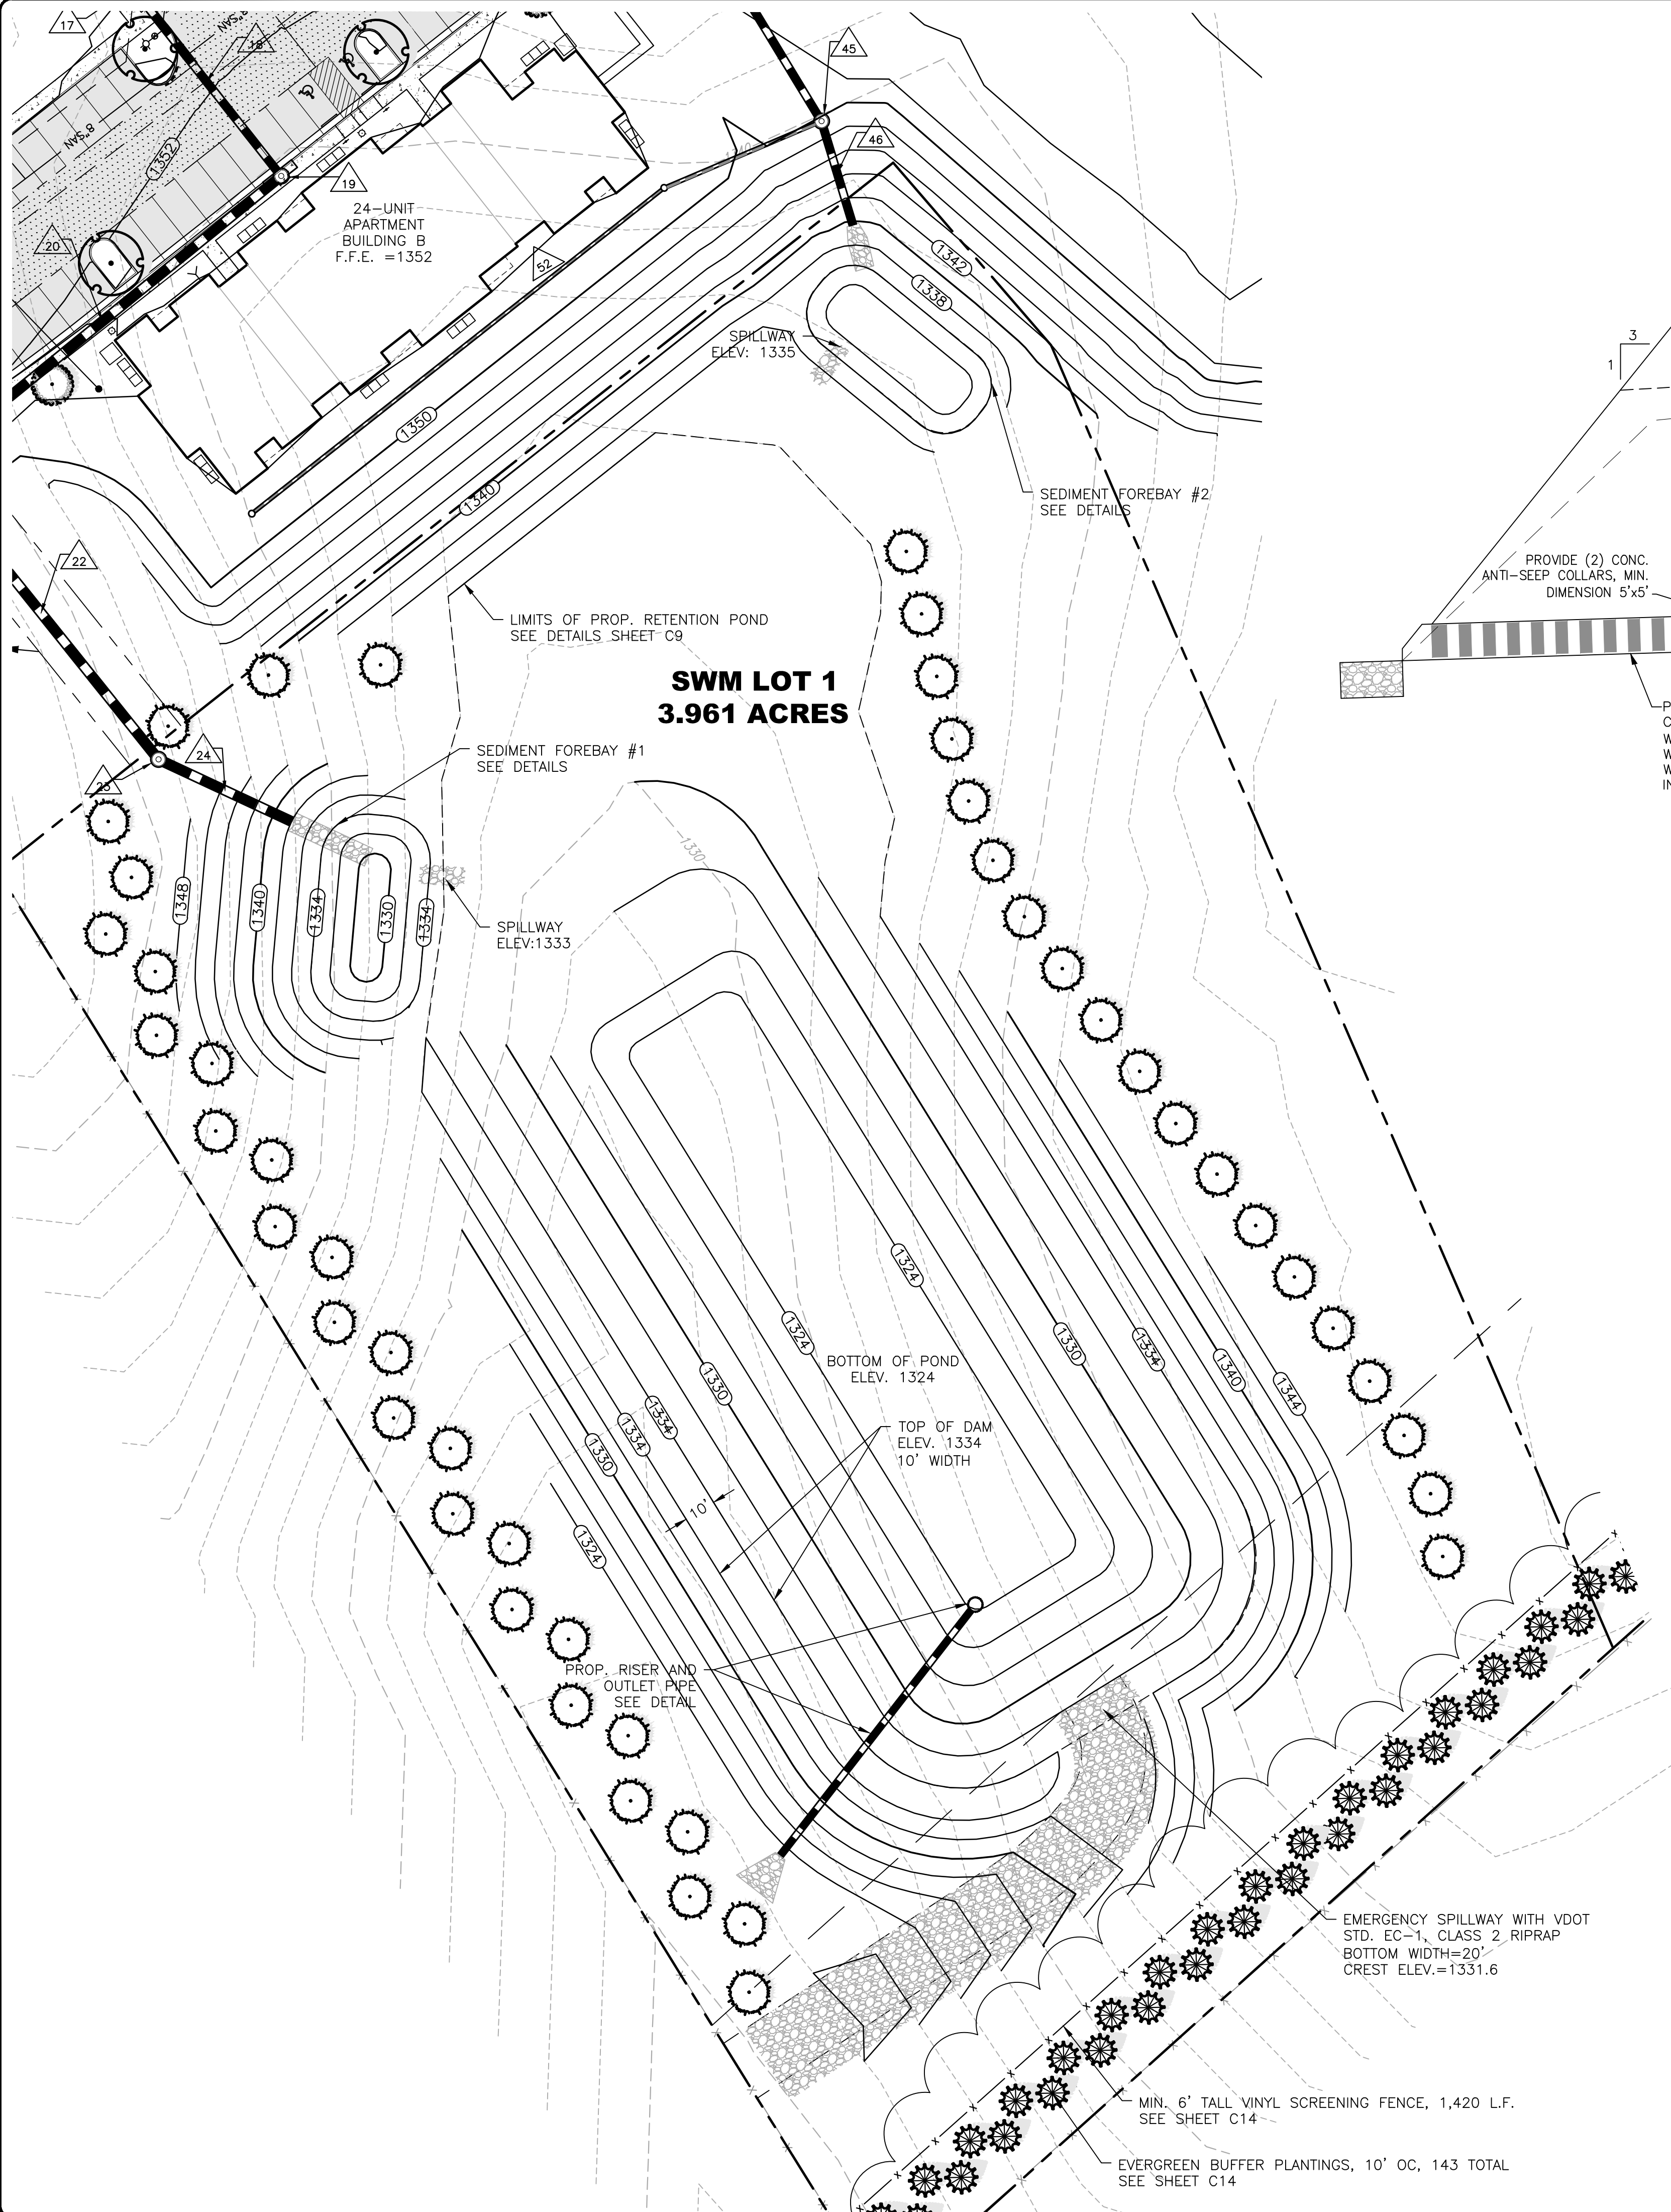 17
18
8"SAN
8"SAN
1352
45
46
1340
19
20
24-UNIT
APARTMENT
BUILDING B
F.F.E. =1352
52
1342
1338
SPILLWAY
ELEV: 1335
3
1
1350
1340
SEDIMENT FOREBAY #2
SEE DETAILS
22
PROVIDE (2) CONC.
ANTI-SEEP COLLARS, MIN.
DIMENSION 5'x5'
LIMITS OF PROP. RETENTION POND
SEE DETAILS SHEET C9
SWM LOT 1
3.961 ACRES
P
C
W
W
W
IN
24
23
SEDIMENT FOREBAY #1
SEE DETAILS
1330
1348
1340
1334
1330
1334
SPILLWAY
ELEV:1333
1324
1324
BOTTOM OF POND
ELEV. 1324
1330
1334
1340
1344
1330
1334
1334
1330
1324
TOP OF DAM
ELEV. 1334
10' WIDTH
10'
PROP. RISER AND
OUTLET PIPE
SEE DETAIL
EMERGENCY SPILLWAY WITH VDOT
STD. EC-1, CLASS 2 RIPRAP
BOTTOM WIDTH=20'
CREST ELEV.=1331.6
MIN. 6' TALL VINYL SCREENING FENCE, 1,420 L.F.
SEE SHEET C14
EVERGREEN BUFFER PLANTINGS, 10' OC, 143 TOTAL
SEE SHEET C14